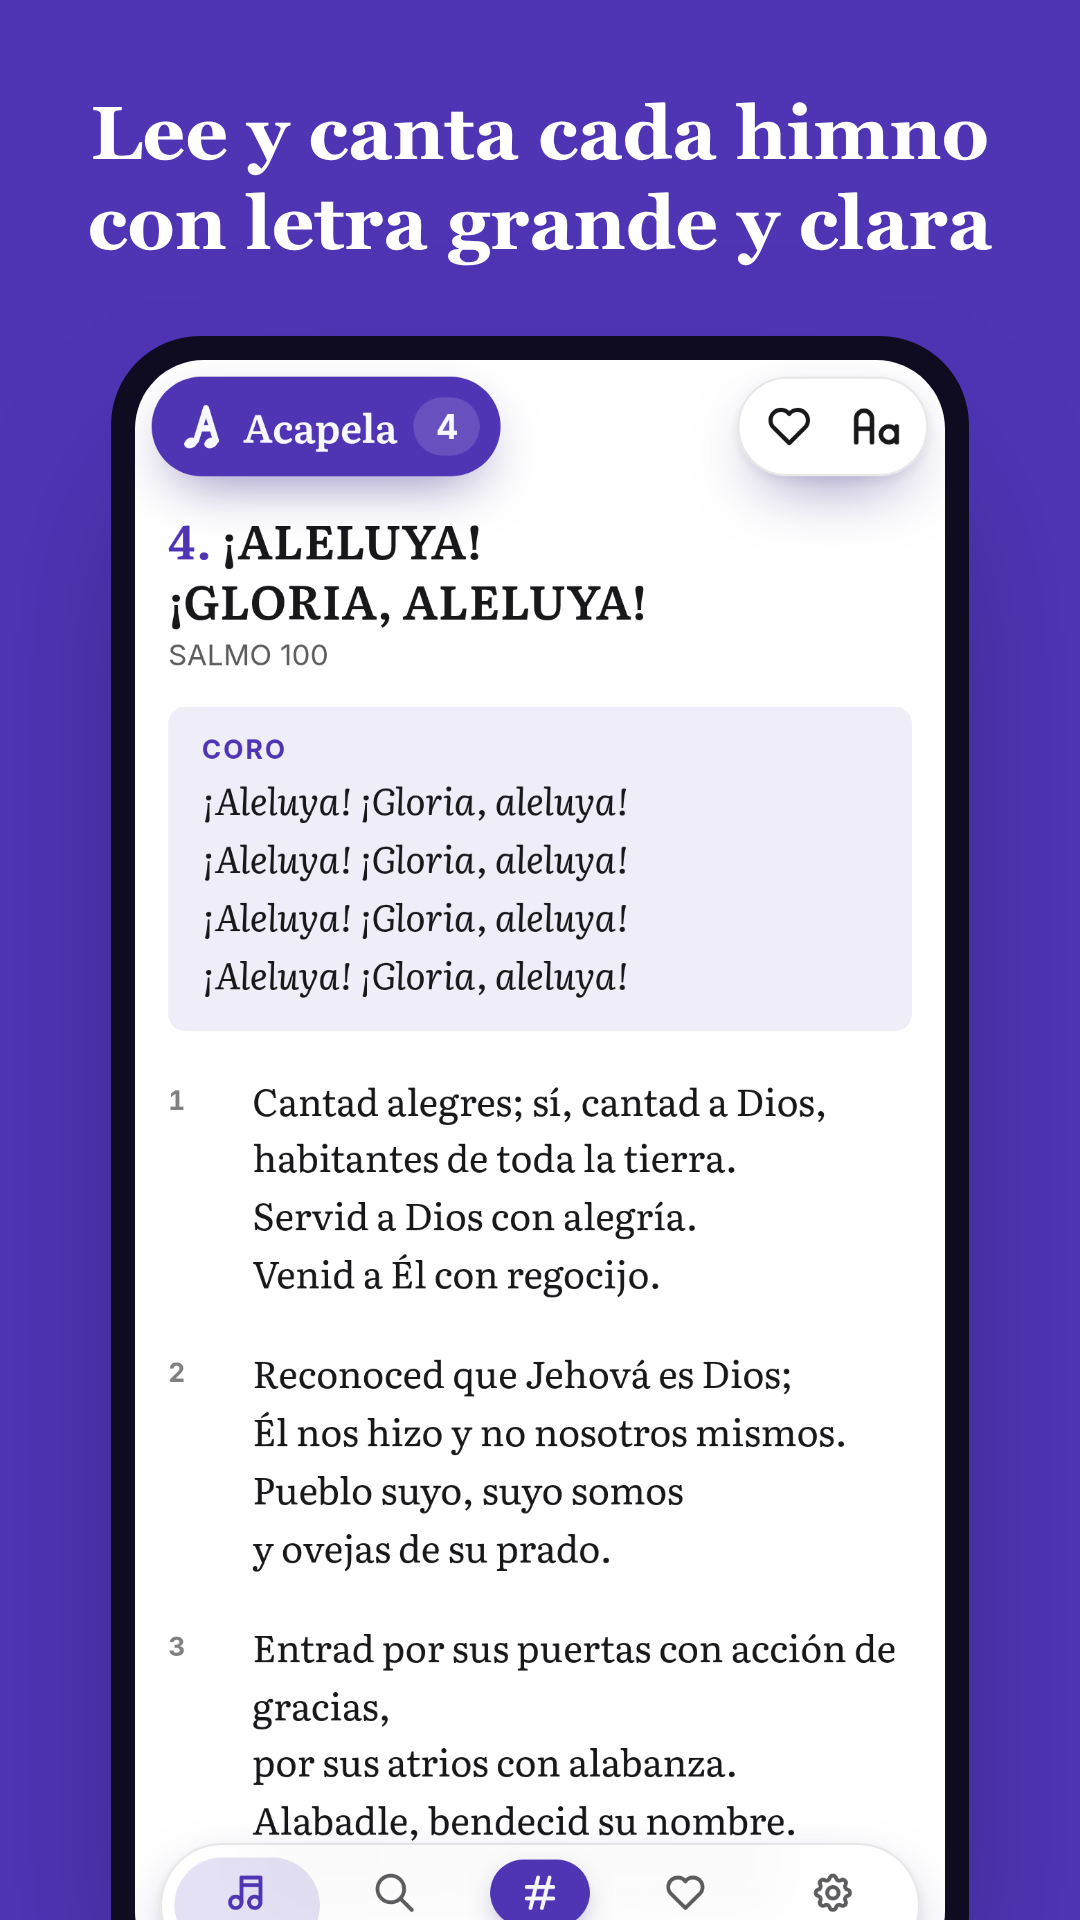 Lee y canta cada himno
con letra grande y clara
Acapela 4
Aa
4. ¡ALELUYA!
¡GLORIA, ALELUYA!
SALMO 100
CORO
¡Aleluya! ¡Gloria, aleluya!
¡Aleluya! ¡Gloria, aleluya!
¡Aleluya! ¡Gloria, aleluya!
¡Aleluya! ¡Gloria, aleluya!
1 Cantad alegres; sí, cantad a Dios,
habitantes de toda la tierra.
Servid a Dios con alegría.
Venid a Él con regocijo.
2 Reconoced que Jehová es Dios;
Él nos hizo y no nosotros mismos.
Pueblo suyo, suyo somos
y ovejas de su prado.
3 Entrad por sus puertas con acción de
gracias,
por sus atrios con alabanza.
Alabadle, bendecid su nombre.
#